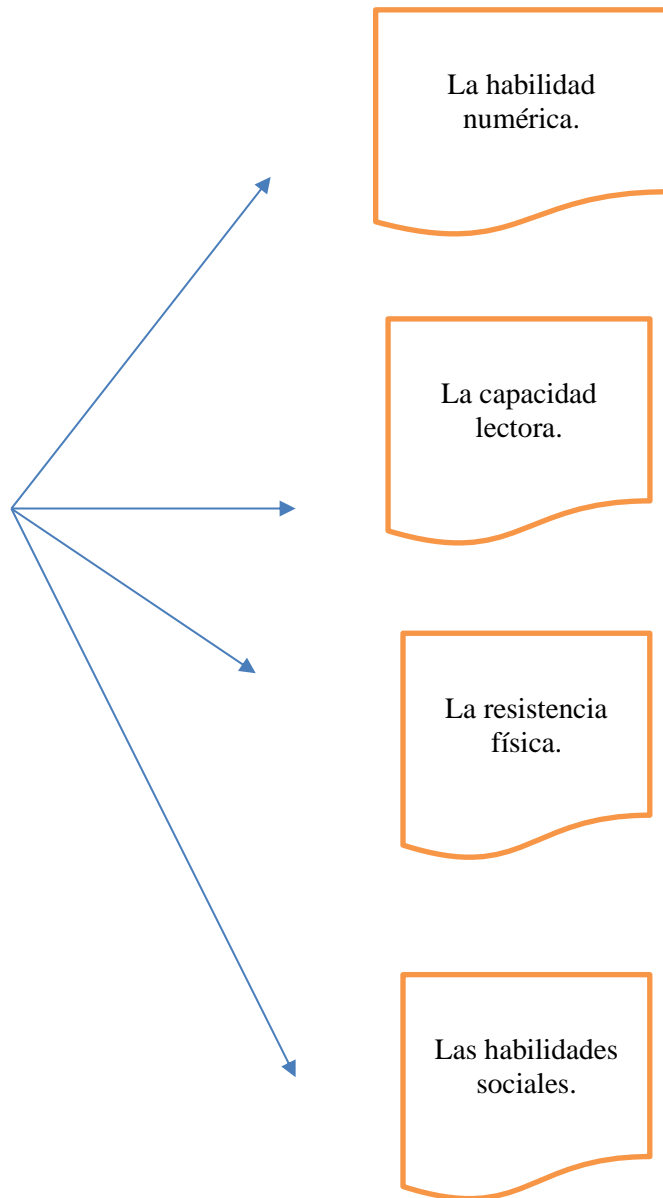 La habilidad
numérica.
La capacidad
lectora.
La resistencia
física.
Las habilidades
sociales.